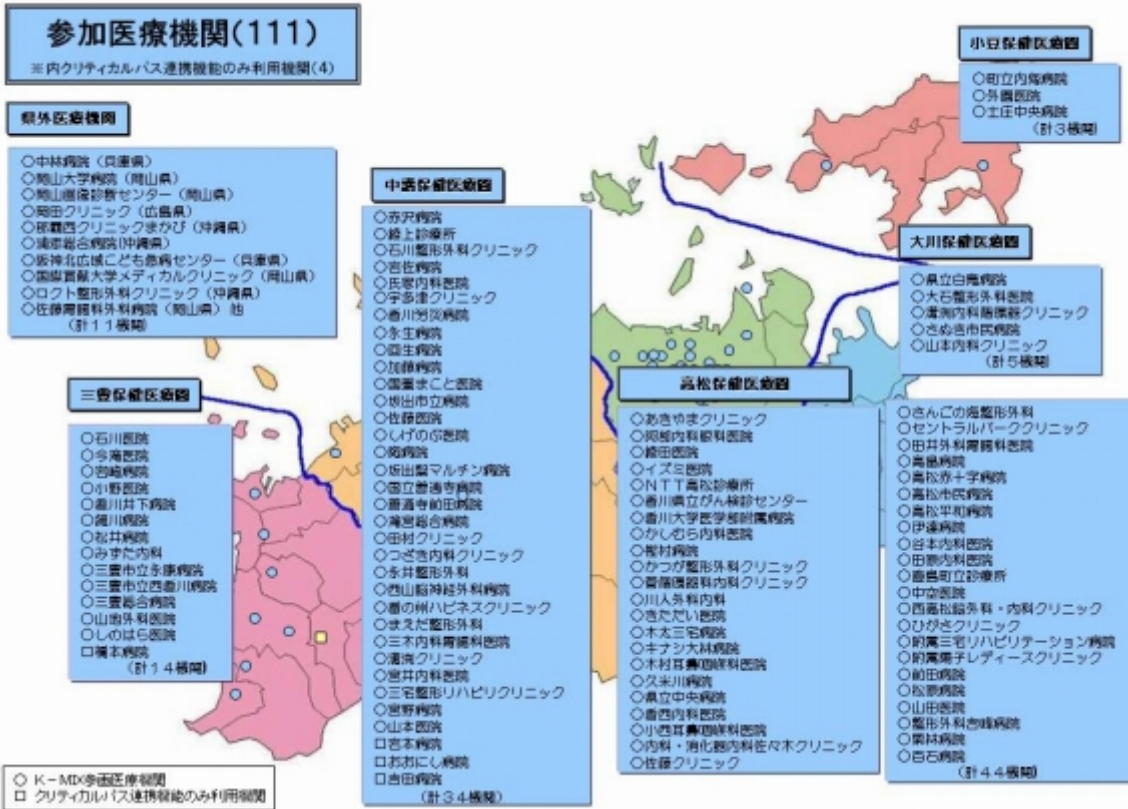 参加医療機関(111)
※内クリティカルパス連携機能のみ利用機関(4)
県外医療機関
○中林病院（兵庫県）
○岡山大学病院（岡山県）
○岡山画像診断センター（岡山県）
○岡田クリニック（広島県）
○那覇西クリニックまかび（沖縄県）
○浦添総合病院(沖縄県)
○阪神北広域こども急病センター（兵庫県）
○国際貢献大学メディカルクリニック（岡山県）
○ロクト整形外科クリニック（沖縄県）
○佐藤胃腸科外科病院（岡山県）他
(計11機関)
小豆保健医療圏
○町立内海病院
○外園医院
○土庄中央病院
(計3機関)
大川保健医療圏
○県立白鳥病院
○大石整形外科医院
クリニック
○さぬき市民病院
○山本内科クリニック
(計5機関)
三豊保健医療圏
○石川医院
○今滝医院
○岩崎病院
○小野医院
○香川井下病院
病院
○松井病院
○みずた内科
○三豊市立永康病院
○三豊市立西香川病院
○三豊総合病院
○山地外科医院
○しのはら医院
□橋本病院
(計14機関)
中讃保健医療圏
○赤沢病院
○綾上診療所
○石川整形外科クリニック
○岩佐病院
○氏家内科医院
○宇多津クリニック
○香川労災病院
○永生病院
○回生病院
○加藤病院
○国重まこと医院
○坂出市立病院
○佐藤医院
○しげのぶ医院
病院
○坂出聖マルチン病院
○国立善通寺病院
○善通寺前田病院
○滝宮総合病院
○田村クリニック
○つざき内科クリニック
○永井整形外科
○西山脳神経外科病院
○番の州ハピネスクリニック
○まえだ整形外科
○三木内科胃腸科医院
クリニック
○宮井内科医院
○三宅整形リハビリクリニック
○宮野病院
○山本医院
□岩本病院
□おおにし病院
□吉田病院
(計34機関)
高松保健医療圏
○あきやまクリニック
○阿部内科眼科医院
○綾田医院
○イズミ医院
○NTT高松診療所
○香川県立がん検診センター
○香川大学医学部附属病院
○かしむら内科医院
○樫村病院
○かつが整形外科クリニック
○菅循環器科内科クリニック
○川人外科内科
○きただい医院
○木太三宅病院
○キナシ大林病院
○木村耳鼻咽喉科医院
○久米川病院
○県立中央病院
○香西内科医院
○小西耳鼻咽喉科医院
○内科・消化器内科佐々木クリニック
○佐藤クリニック
○さんごの海整形外科
○セントラルパーククリニック
○田井外科胃腸科医院
○高畠病院
○高松赤十字病院
○高松市民病院
○高松平和病院
○伊達病院
○谷本内科医院
○田原内科医院
○直島町立診療所
○中空医院
○西高松脳外科・内科クリニック
○ひがさクリニック
○附属三宅リハビリテーション病院
○附属陽子レディースクリニック
○前田病院
○松原病院
○山田医院
○整形外科吉峰病院
○栗林病院
○百石病院
(計44機関)
○ K－MIX参画医療機関
□ クリティカルパス連携機能のみ利用機関